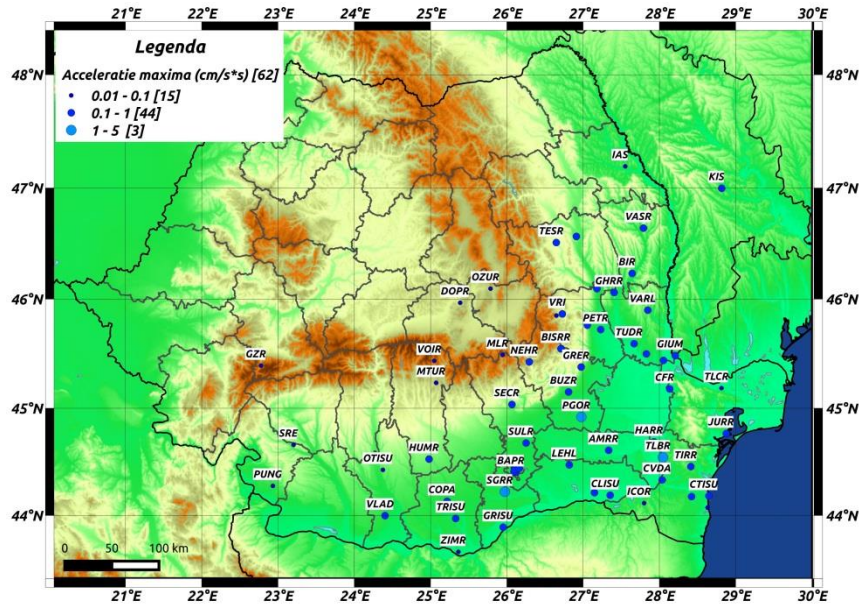 21°E 22°E 23°E 24°E 25°E 26°E 27°E 28°E 29°E 30°E
Legenda
Acceleratie maxima (cm/s*s) [62]
0.01 - 0.1 [15]
0.1 - 1 [44]
1 - 5 [3]
48°N 48°N
IAS
47°N KIS 47°N
VASR
TESR
BIR
OZUR GHRR
46°N DOPR 46°N
VRI VARL
PETR
TUDR
VOIR MLR BISRR GIUM
GZR NEHR GRER
MTUR CFR TLCR
BUZR
45°N SECR 45°N
PGOR
JURR
SRE SULR HARR
HUMR AMRR TLBR
OTISU BAPR LEHL TIRR
PUNG SGRR CVDA
COPA CLISU ICOR CTISU
44°N VLAD TRISU GRISU 44°N
ZIMR
0 50 100 km
21°E 22°E 23°E 24°E 25°E 26°E 27°E 28°E 29°E 30°E